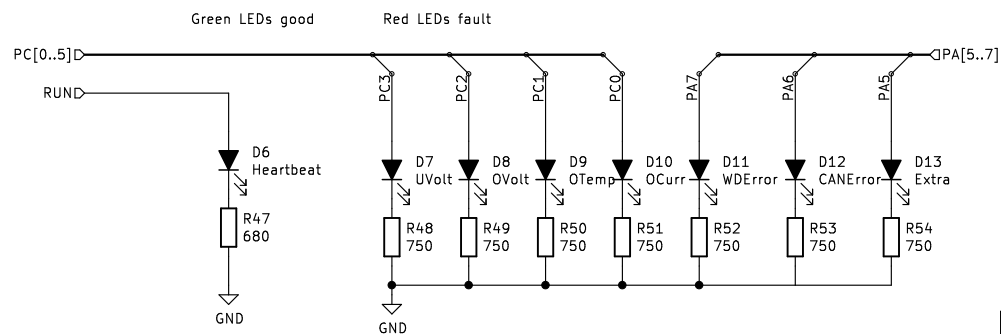 Green LEDs good
Red LEDs fault
PC[0..5]
PA[5..7]
RUN
PC3
PC2
PC1
PC0
PA7
PA6
PA5
D6
Heartbeat
D7
UVolt
D8
OVolt
D9
OTemp
D10
OCurr
D11
WDError
D12
CANError
D13
Extra
R47
680
R48
750
R49
750
R50
750
R51
750
R52
750
R53
750
R54
750
GND
GND